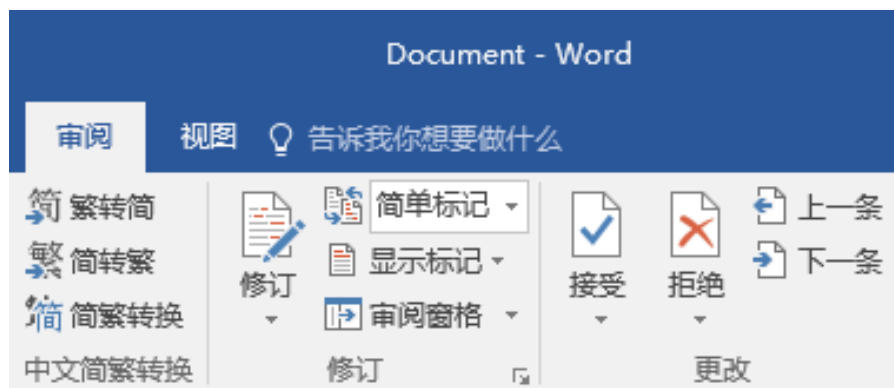 Document - Word
审阅 视图 告诉我你想要做什么
简 繁转简
繁 简转繁
简 简繁转换
中文简繁转换
修订
简单标记
显示标记
审阅窗格
修订
接受
拒绝
上一条
下一条
更改